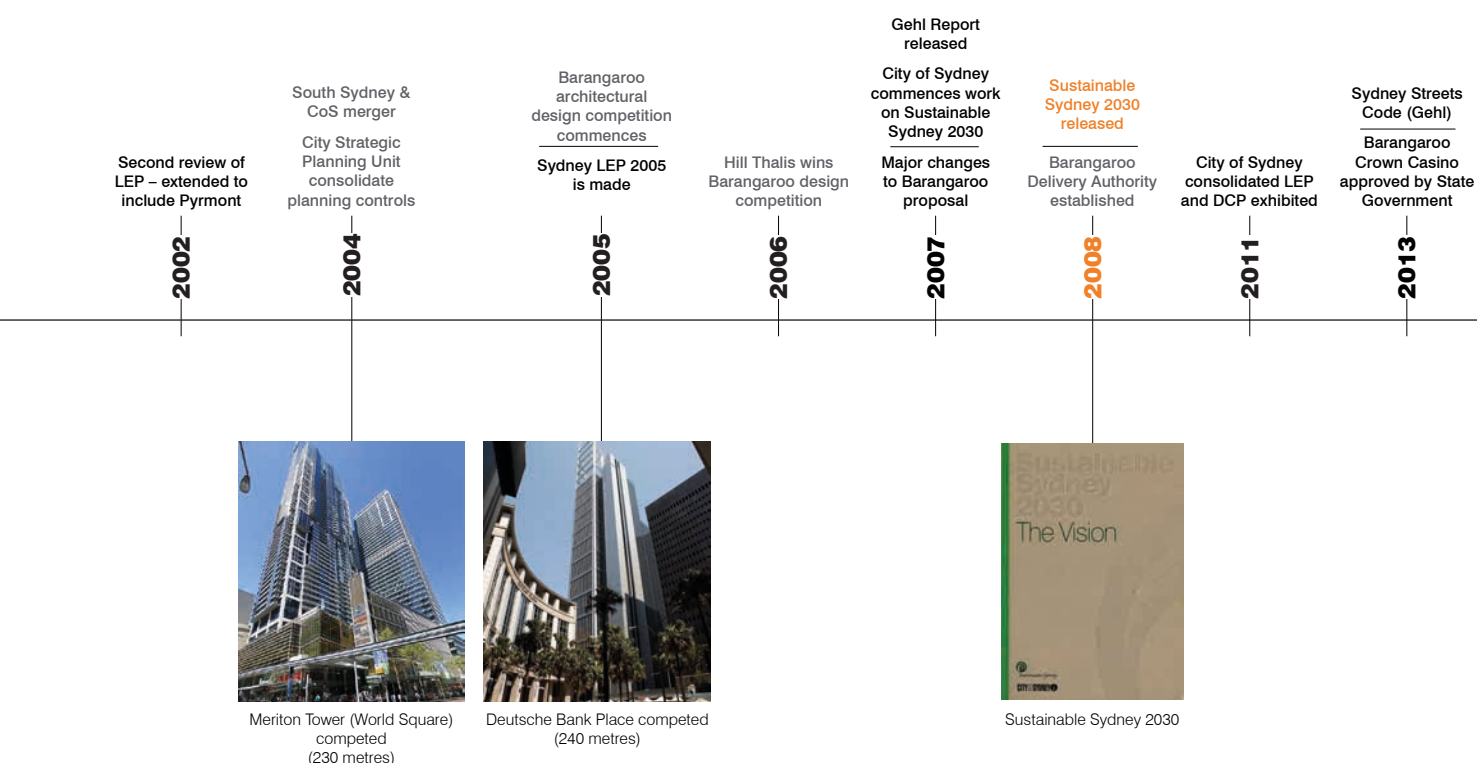 Second review of
LEP – extended to
include Pyrmont
2002
South Sydney &
CoS merger
City Strategic
Planning Unit
consolidate
planning controls
2004
Barangaroo
architectural
design competition
commences
Sydney LEP 2005
is made
2005
Hill Thalis wins
Barangaroo design
competition
2006
Gehl Report
released
City of Sydney
commences work
on Sustainable
Sydney 2030
Major changes
to Barangaroo
proposal
2007
Sustainable
Sydney 2030
released
Barangaroo
Delivery Authority
established
2008
City of Sydney
consolidated LEP
and DCP exhibited
2011
Sydney Streets
Code (Gehl)
Barangaroo
Crown Casino
approved by State
Government
2013
Meriton Tower (World Square)
competed
(230 metres)
Deutsche Bank Place competed
(240 metres)
Sustainable
Sydney
2030
The Vision
Sustainable Sydney 2030